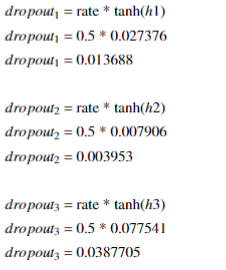 dropout₁ = rate * tanh(h1)
dropout₁ = 0.5 * 0.027376
dropout₁ = 0.013688
dropout₂ = rate * tanh(h2)
dropout₂ = 0.5 * 0.007906
dropout₂ = 0.003953
dropout₃ = rate * tanh(h3)
dropout₃ = 0.5 * 0.077541
dropout₃ = 0.0387705